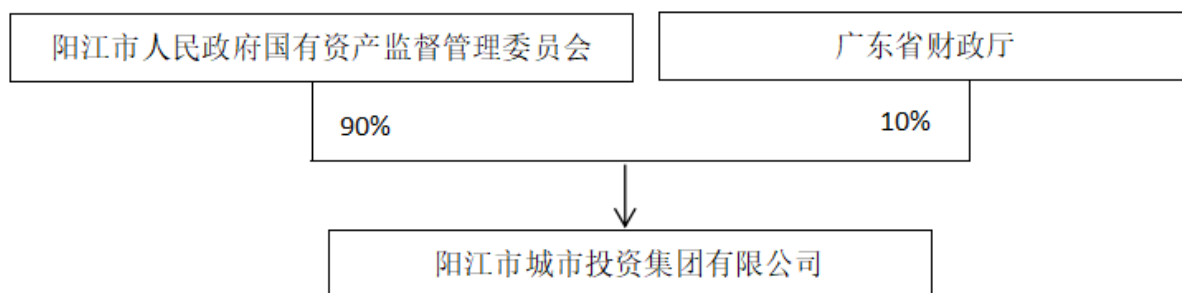 阳江市人民政府国有资产监督管理委员会
广东省财政厅
90%
10%
阳江市城市投资集团有限公司